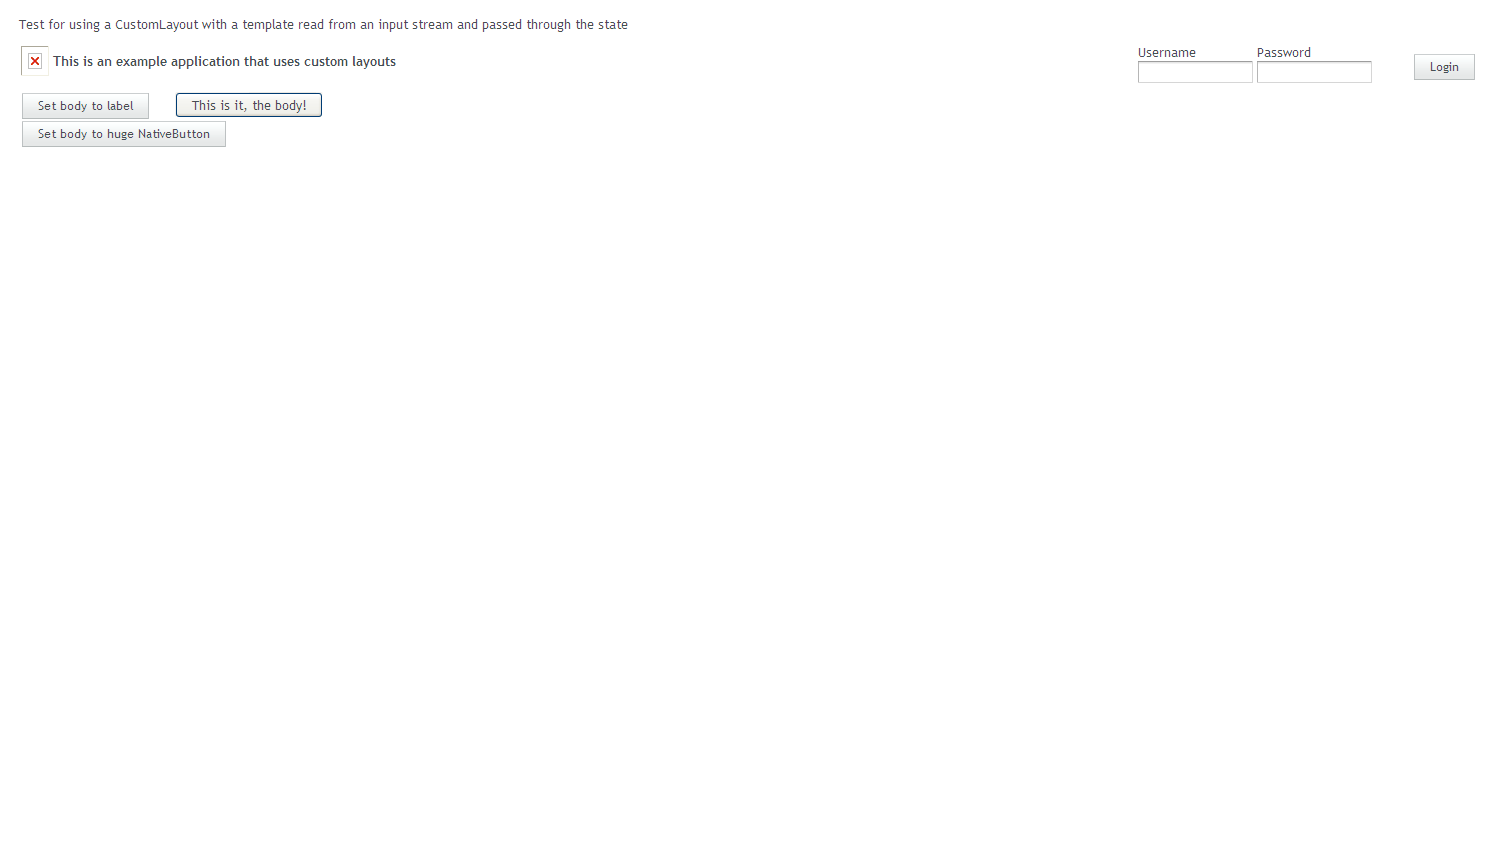 Test for using a CustomLayout with a template read from an input stream and passed through the state
This is an example application that uses custom layouts
Username Password
Login
Set body to label
This is it, the body!
Set body to huge NativeButton